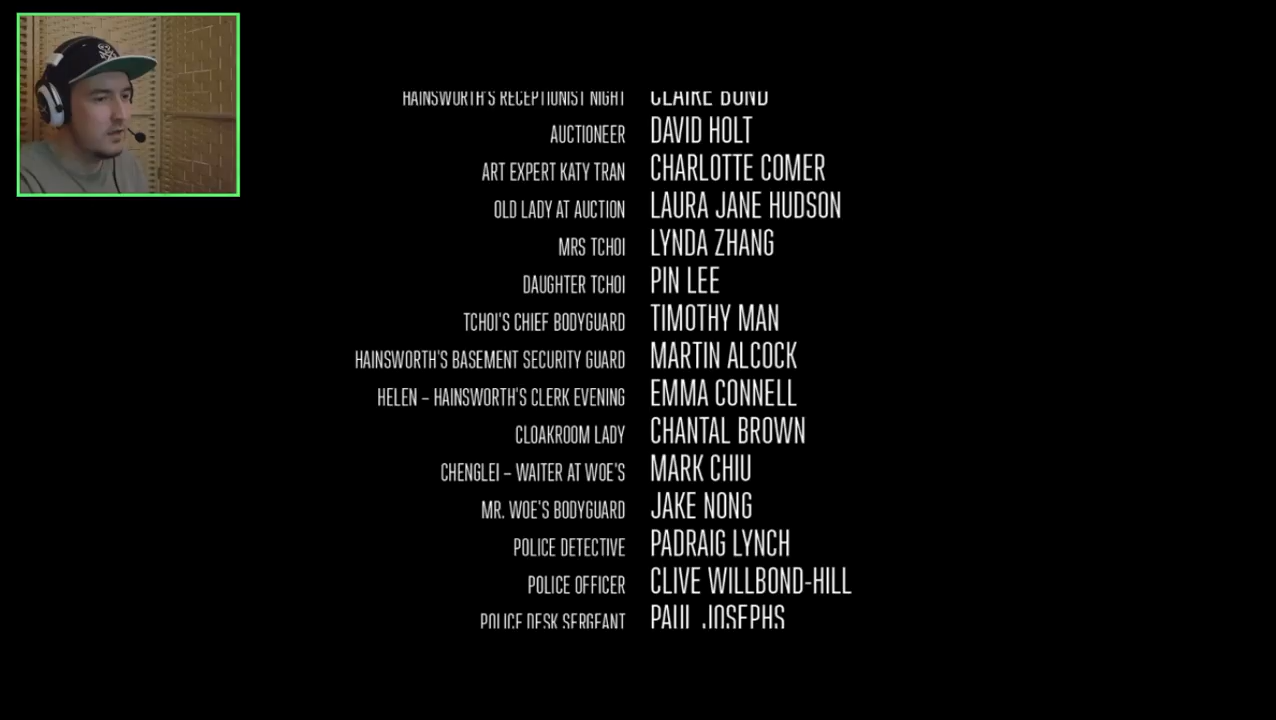 HAINSWORTH'S RECEPTIONIST NIGHT CLAIRE BOND
AUCTIONEER DAVID HOLT
ART EXPERT KATY TRAN CHARLOTTE COMER
OLD LADY AT AUCTION LAURA JANE HUDSON
MRS TCHOI LYNDA ZHANG
DAUGHTER TCHOI PIN LEE
TCHOI'S CHIEF BODYGUARD TIMOTHY MAN
HAINSWORTH'S BASEMENT SECURITY GUARD MARTIN ALCOCK
HELEN – HAINSWORTH'S CLERK EVENING EMMA CONNELL
CLOAKROOM LADY CHANTAL BROWN
CHENGLEI – WAITER AT WOE'S MARK CHIU
MR. WOE'S BODYGUARD JAKE NONG
POLICE DETECTIVE PADRAIG LYNCH
POLICE OFFICER CLIVE WILLBOND-HILL
POLICE DESK SERGEANT PAUL JOSEPHS